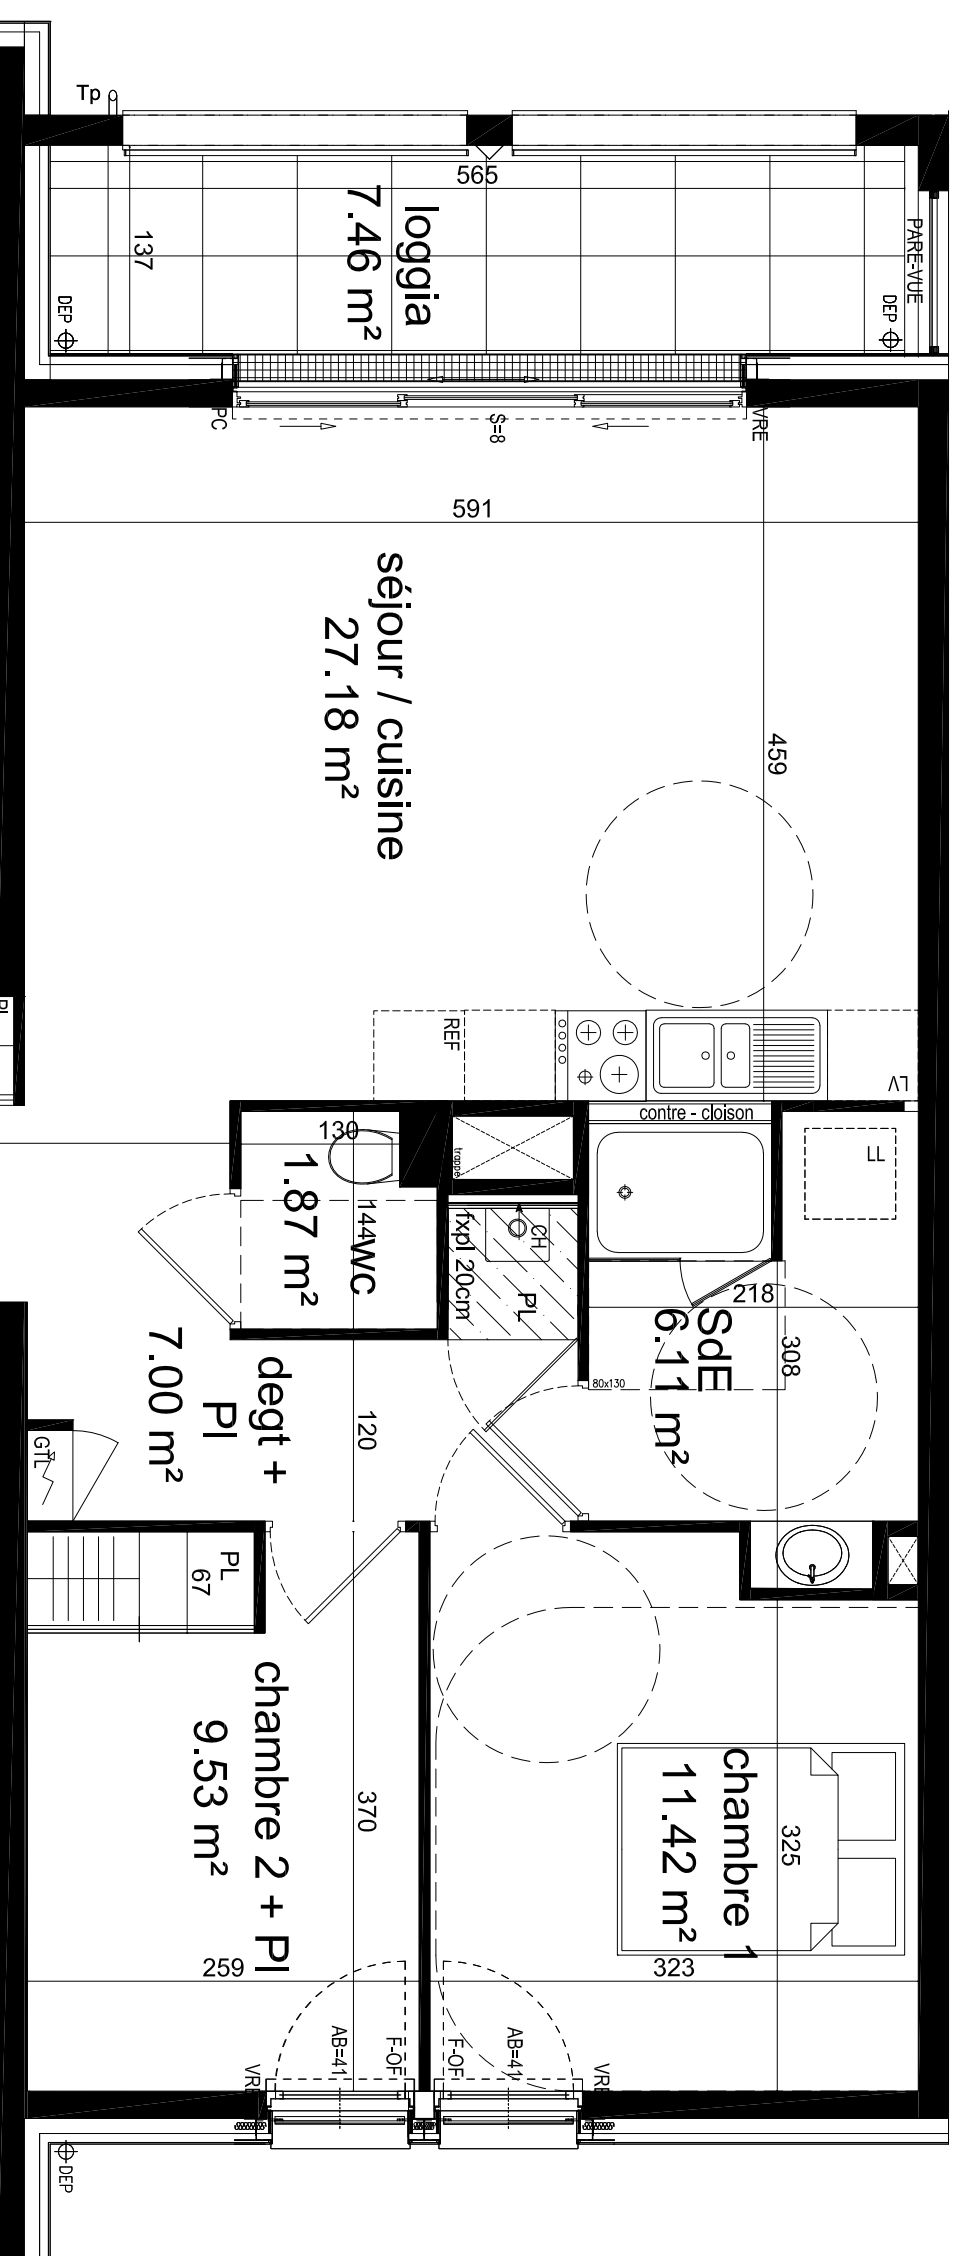 Tp
565
loggia
7.46 m²
137
PARE-VUE
DEP
DEP
PC
S=8
VRE
591
séjour / cuisine
27.18 m²
459
REF
LV
contre - cloison
130
trappe
LL
WC
1.87 m²
144
fxpl 20cm
CH
PL
218
SdE
6.11 m²
308
80x130
degt +
Pl
7.00 m²
120
GTL
PL
67
chambre 2 + Pl
9.53 m²
370
chambre 1
11.42 m²
325
259
323
AB=41
F-OF
F-OF
AB=41
VRE
VRE
DEP